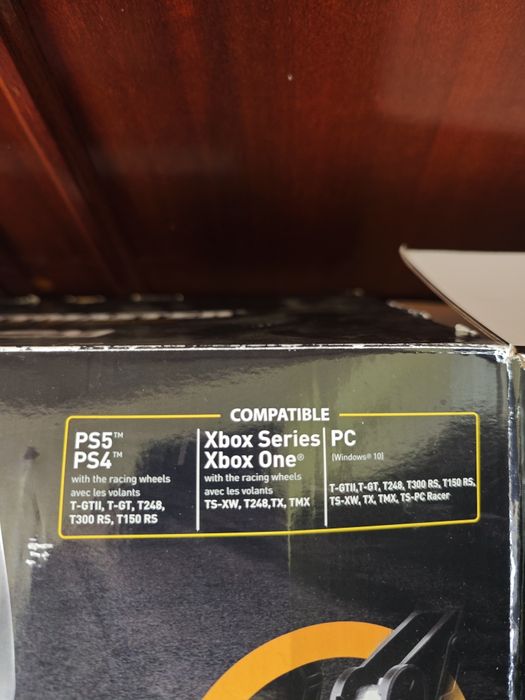 COMPATIBLE
PS5™
PS4™
with the racing wheels
avec les volants
T-GTII, T-GT, T248,
T300 RS, T150 RS
Xbox Series
Xbox One®
with the racing wheels
avec les volants
TS-XW, T248,TX, TMX
PC
(Windows® 10)
T-GTII,T-GT, T248, T300 RS, T150 RS,
TS-XW, TX, TMX, TS-PC Racer